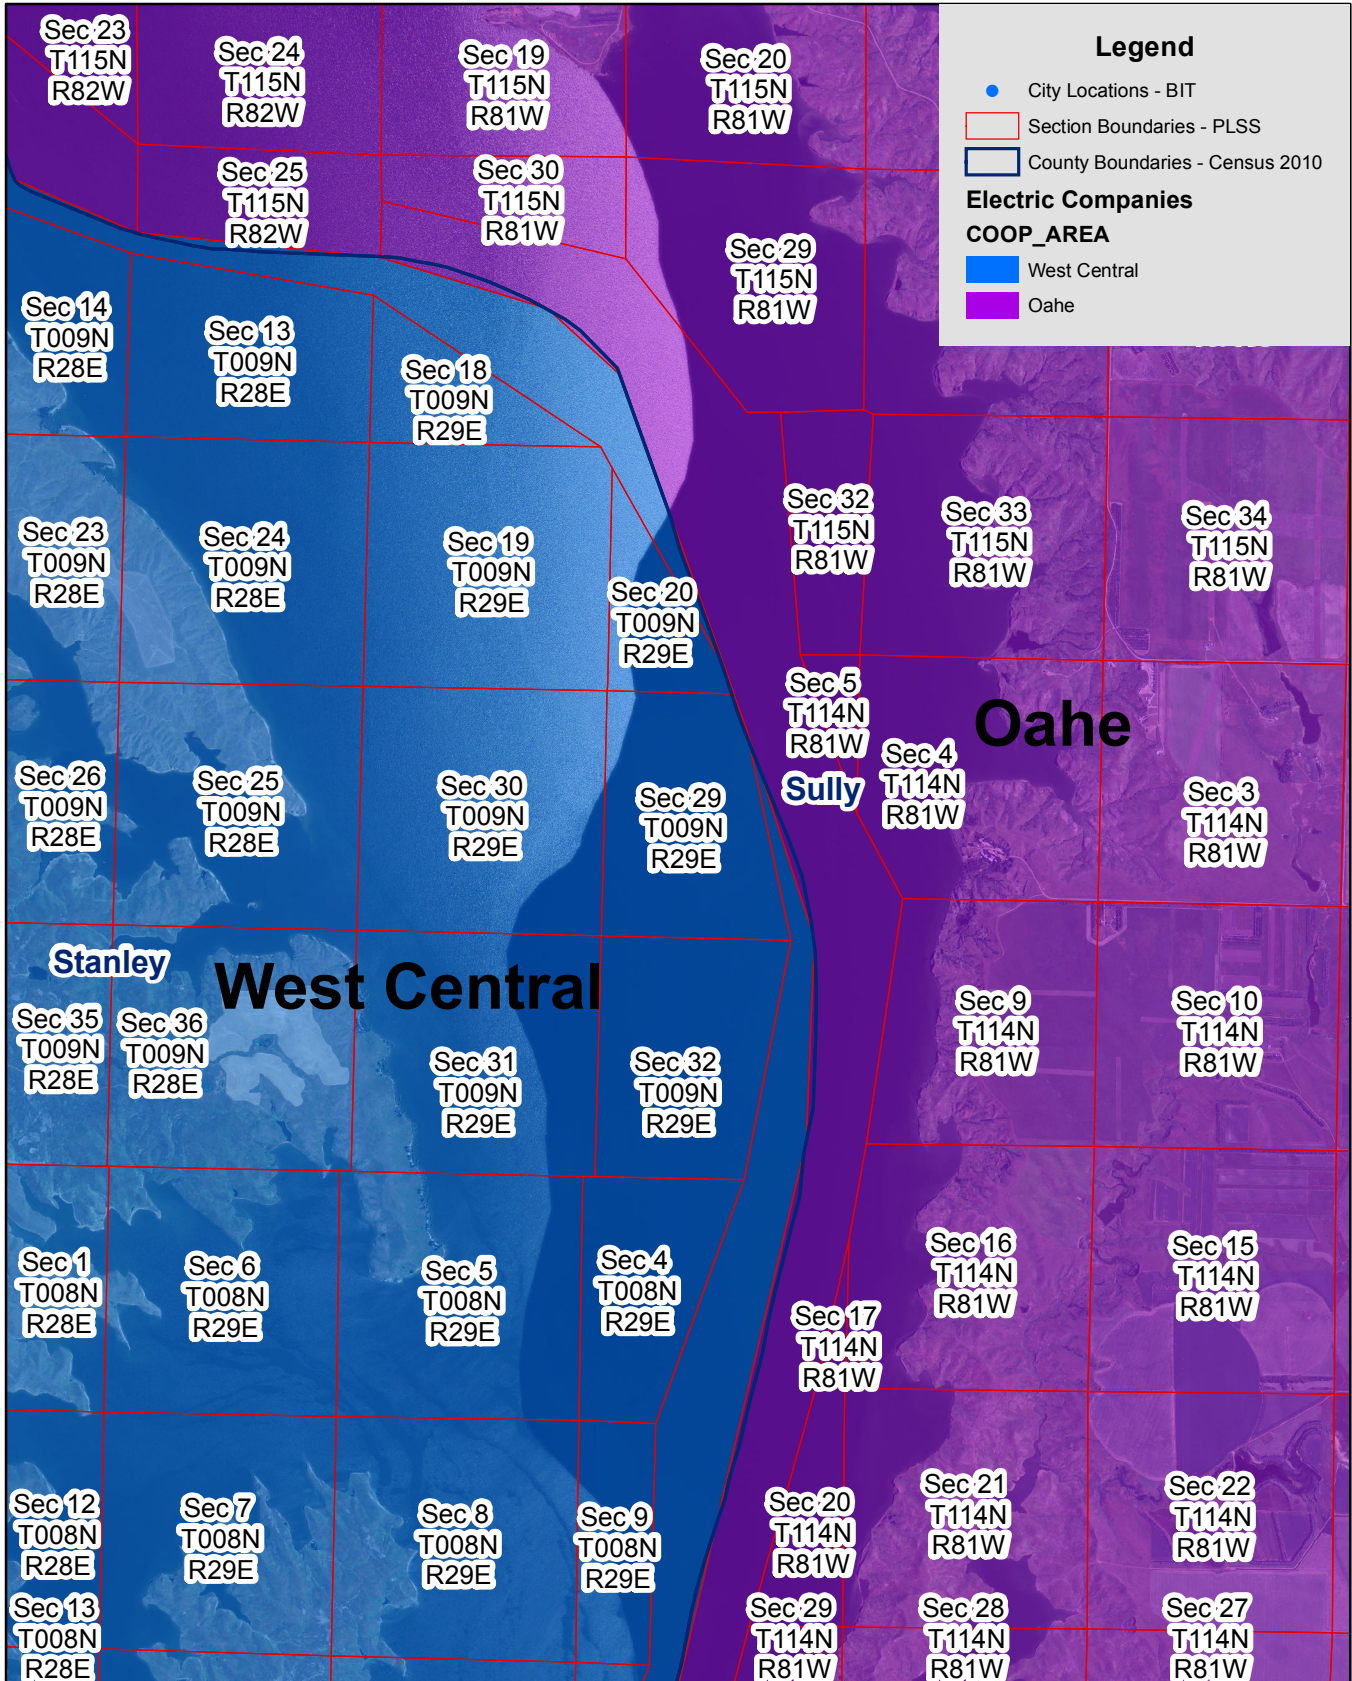 Sec 23
T115N
R82W
Sec 24
T115N
R82W
Sec 19
T115N
R81W
Sec 20
T115N
R81W
Legend
City Locations - BIT
Section Boundaries - PLSS
County Boundaries - Census 2010
Electric Companies
COOP_AREA
West Central
Oahe
Sec 25
T115N
R82W
Sec 30
T115N
R81W
Sec 29
T115N
R81W
Sec 14
T009N
R28E
Sec 13
T009N
R28E
Sec 18
T009N
R29E
Sec 23
T009N
R28E
Sec 24
T009N
R28E
Sec 19
T009N
R29E
Sec 20
T009N
R29E
Sec 32
T115N
R81W
Sec 33
T115N
R81W
Sec 34
T115N
R81W
Sec 5
T114N
R81W
Oahe
Sully
Sec 4
T114N
R81W
Sec 3
T114N
R81W
Sec 26
T009N
R28E
Sec 25
T009N
R28E
Sec 30
T009N
R29E
Sec 29
T009N
R29E
Stanley
West Central
Sec 35
T009N
R28E
Sec 36
T009N
R28E
Sec 31
T009N
R29E
Sec 32
T009N
R29E
Sec 9
T114N
R81W
Sec 10
T114N
R81W
Sec 1
T008N
R28E
Sec 6
T008N
R29E
Sec 5
T008N
R29E
Sec 4
T008N
R29E
Sec 17
T114N
R81W
Sec 16
T114N
R81W
Sec 15
T114N
R81W
Sec 12
T008N
R28E
Sec 7
T008N
R29E
Sec 8
T008N
R29E
Sec 9
T008N
R29E
Sec 20
T114N
R81W
Sec 21
T114N
R81W
Sec 22
T114N
R81W
Sec 13
T008N
R28E
Sec 29
T114N
R81W
Sec 28
T114N
R81W
Sec 27
T114N
R81W